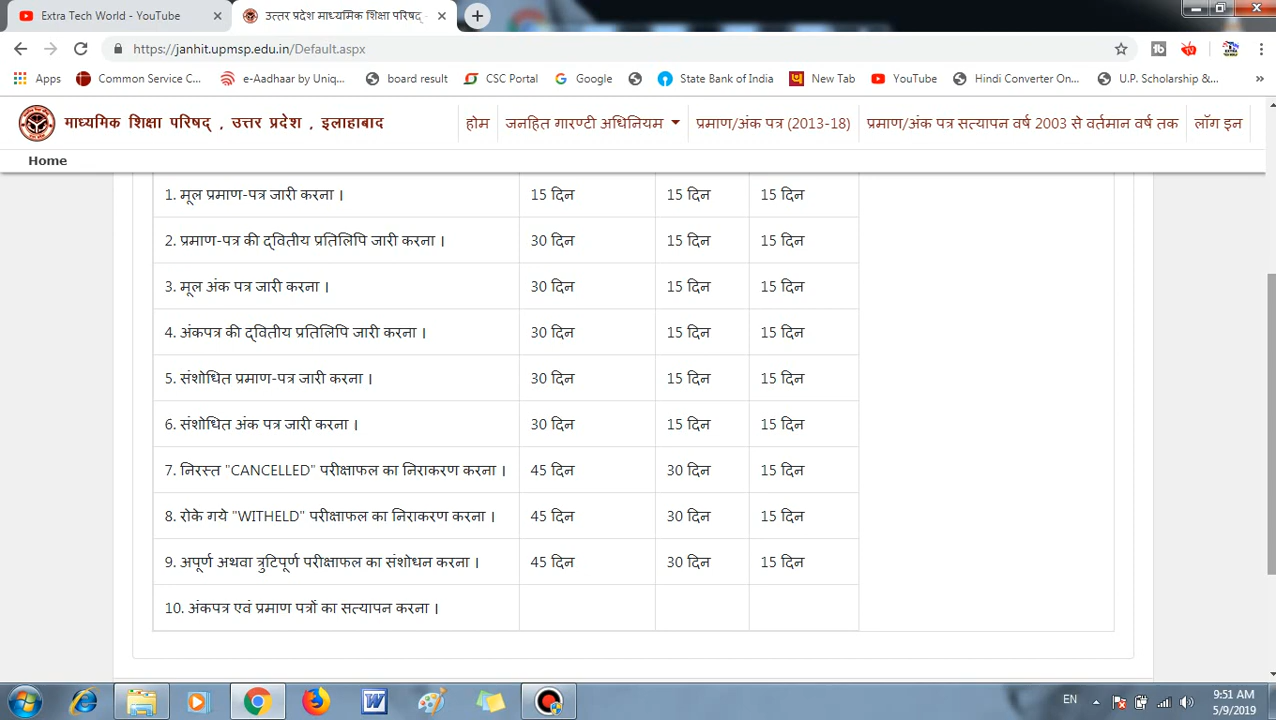 Extra Tech World - YouTube
उत्तर प्रदेश माध्यमिक शिक्षा परिषद् -
https://janhit.upmsp.edu.in/Default.aspx
Apps Common Service C... e-Aadhaar by Uniq... board result CSC Portal Google State Bank of India New Tab YouTube Hindi Converter On... U.P. Scholarship &... »
माध्यमिक शिक्षा परिषद् , उत्तर प्रदेश , इलाहाबाद होम जनहित गारण्टी अधिनियम प्रमाण/अंक पत्र (2013-18) प्रमाण/अंक पत्र सत्यापन वर्ष 2003 से वर्तमान वर्ष तक लॉग इन
Home
1. मूल प्रमाण-पत्र जारी करना । 15 दिन 15 दिन 15 दिन
2. प्रमाण-पत्र की द्वितीय प्रतिलिपि जारी करना । 30 दिन 15 दिन 15 दिन
3. मूल अंक पत्र जारी करना । 30 दिन 15 दिन 15 दिन
4. अंकपत्र की द्वितीय प्रतिलिपि जारी करना । 30 दिन 15 दिन 15 दिन
5. संशोधित प्रमाण-पत्र जारी करना । 30 दिन 15 दिन 15 दिन
6. संशोधित अंक पत्र जारी करना । 30 दिन 15 दिन 15 दिन
7. निरस्त "CANCELLED" परीक्षाफल का निराकरण करना । 45 दिन 30 दिन 15 दिन
8. रोके गये "WITHELD" परीक्षाफल का निराकरण करना । 45 दिन 30 दिन 15 दिन
9. अपूर्ण अथवा त्रुटिपूर्ण परीक्षाफल का संशोधन करना । 45 दिन 30 दिन 15 दिन
10. अंकपत्र एवं प्रमाण पत्रों का सत्यापन करना ।
EN 9:51 AM
5/9/2019